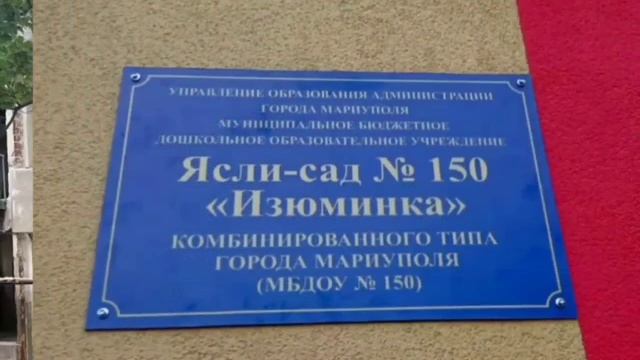 УПРАВЛЕНИЕ ОБРАЗОВАНИЯ АДМИНИСТРАЦИИ
ГОРОДА МАРИУПОЛЯ
МУНИЦИПАЛЬНОЕ БЮДЖЕТНОЕ
ДОШКОЛЬНОЕ ОБРАЗОВАТЕЛЬНОЕ УЧРЕЖДЕНИЕ
Ясли-сад № 150
«Изюминка»
КОМБИНИРОВАННОГО ТИПА
ГОРОДА МАРИУПОЛЯ
(МБДОУ № 150)